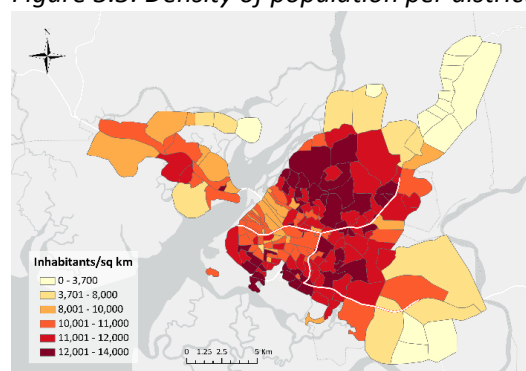 Figure 3.3: Density of population per district
Inhabitants/sq km
0 - 3,700
3,701 - 8,000
8,001 - 10,000
10,001 - 11,000
11,001 - 12,000
12,001 - 14,000
0 1.25 2.5 5 Km